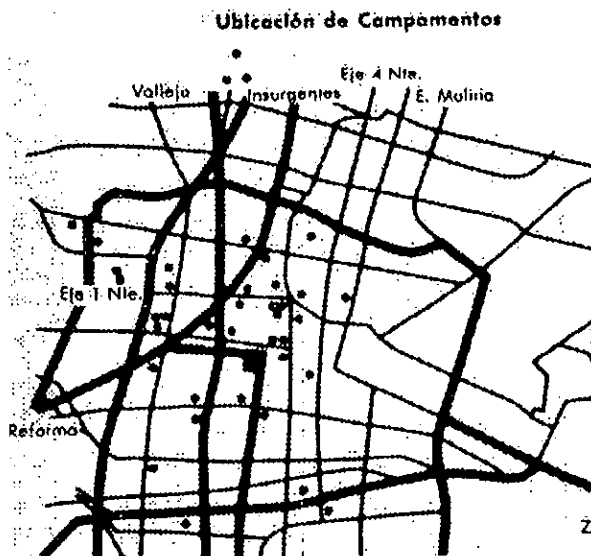 Ubicación de Campamentos
Eje 4 Nte.
Vallejo
Insurgentes
E. Molina
Eje 1 Nte.
Reforma
Z